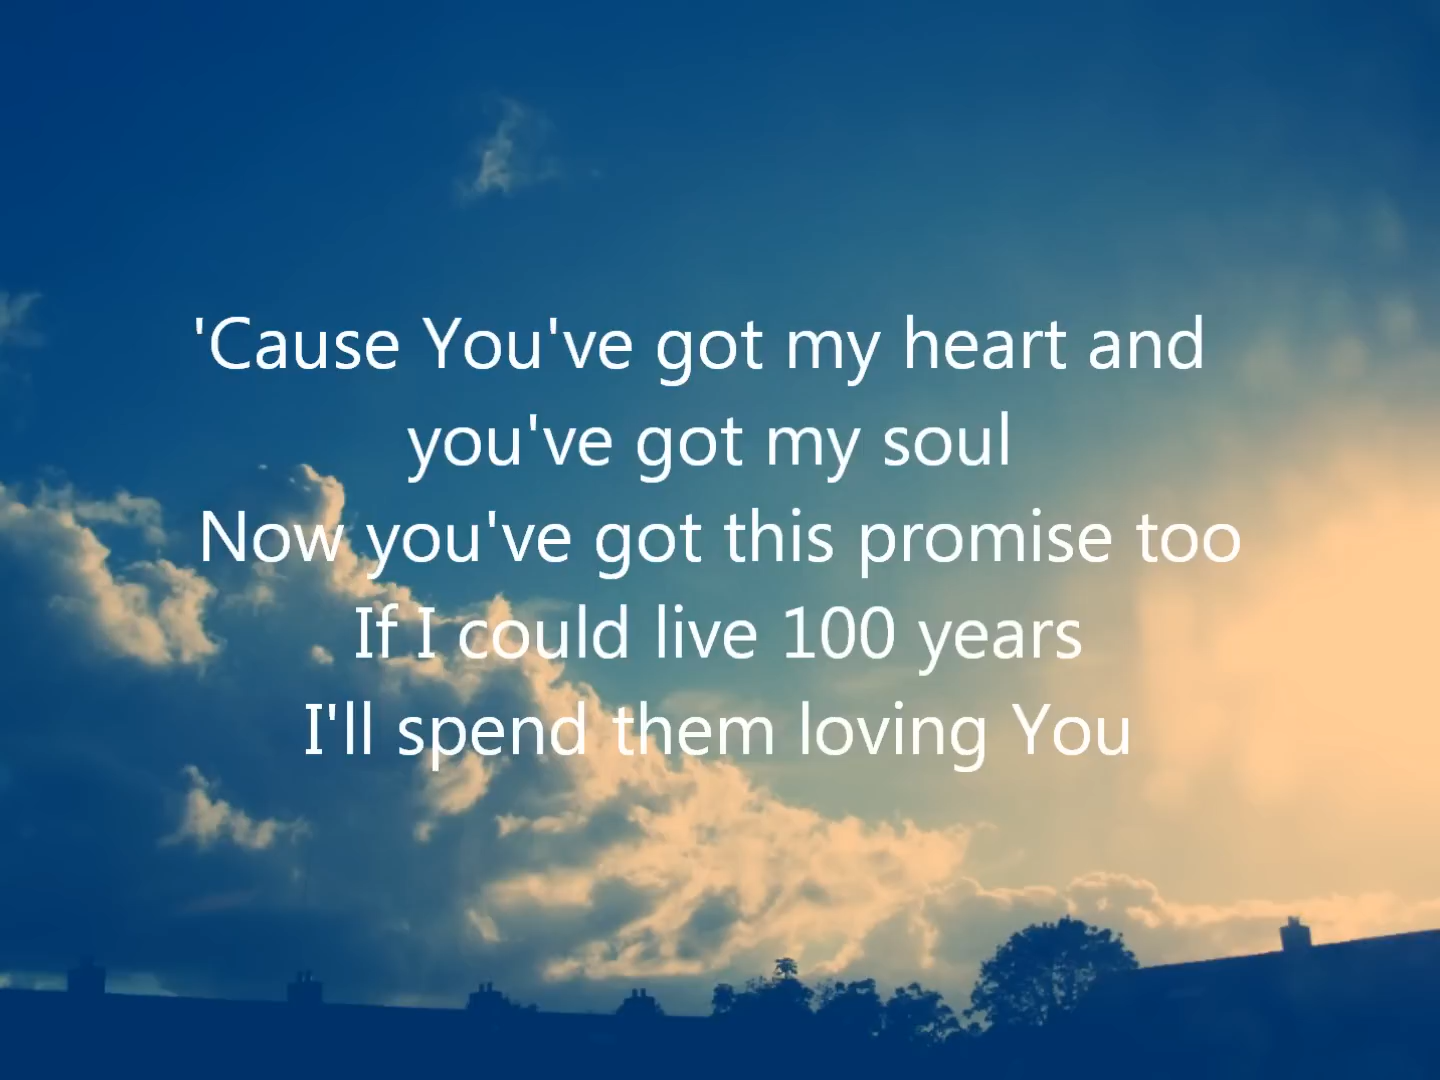 'Cause You've got my heart and
you've got my soul
Now you've got this promise too
If I could live 100 years
I'll spend them loving You